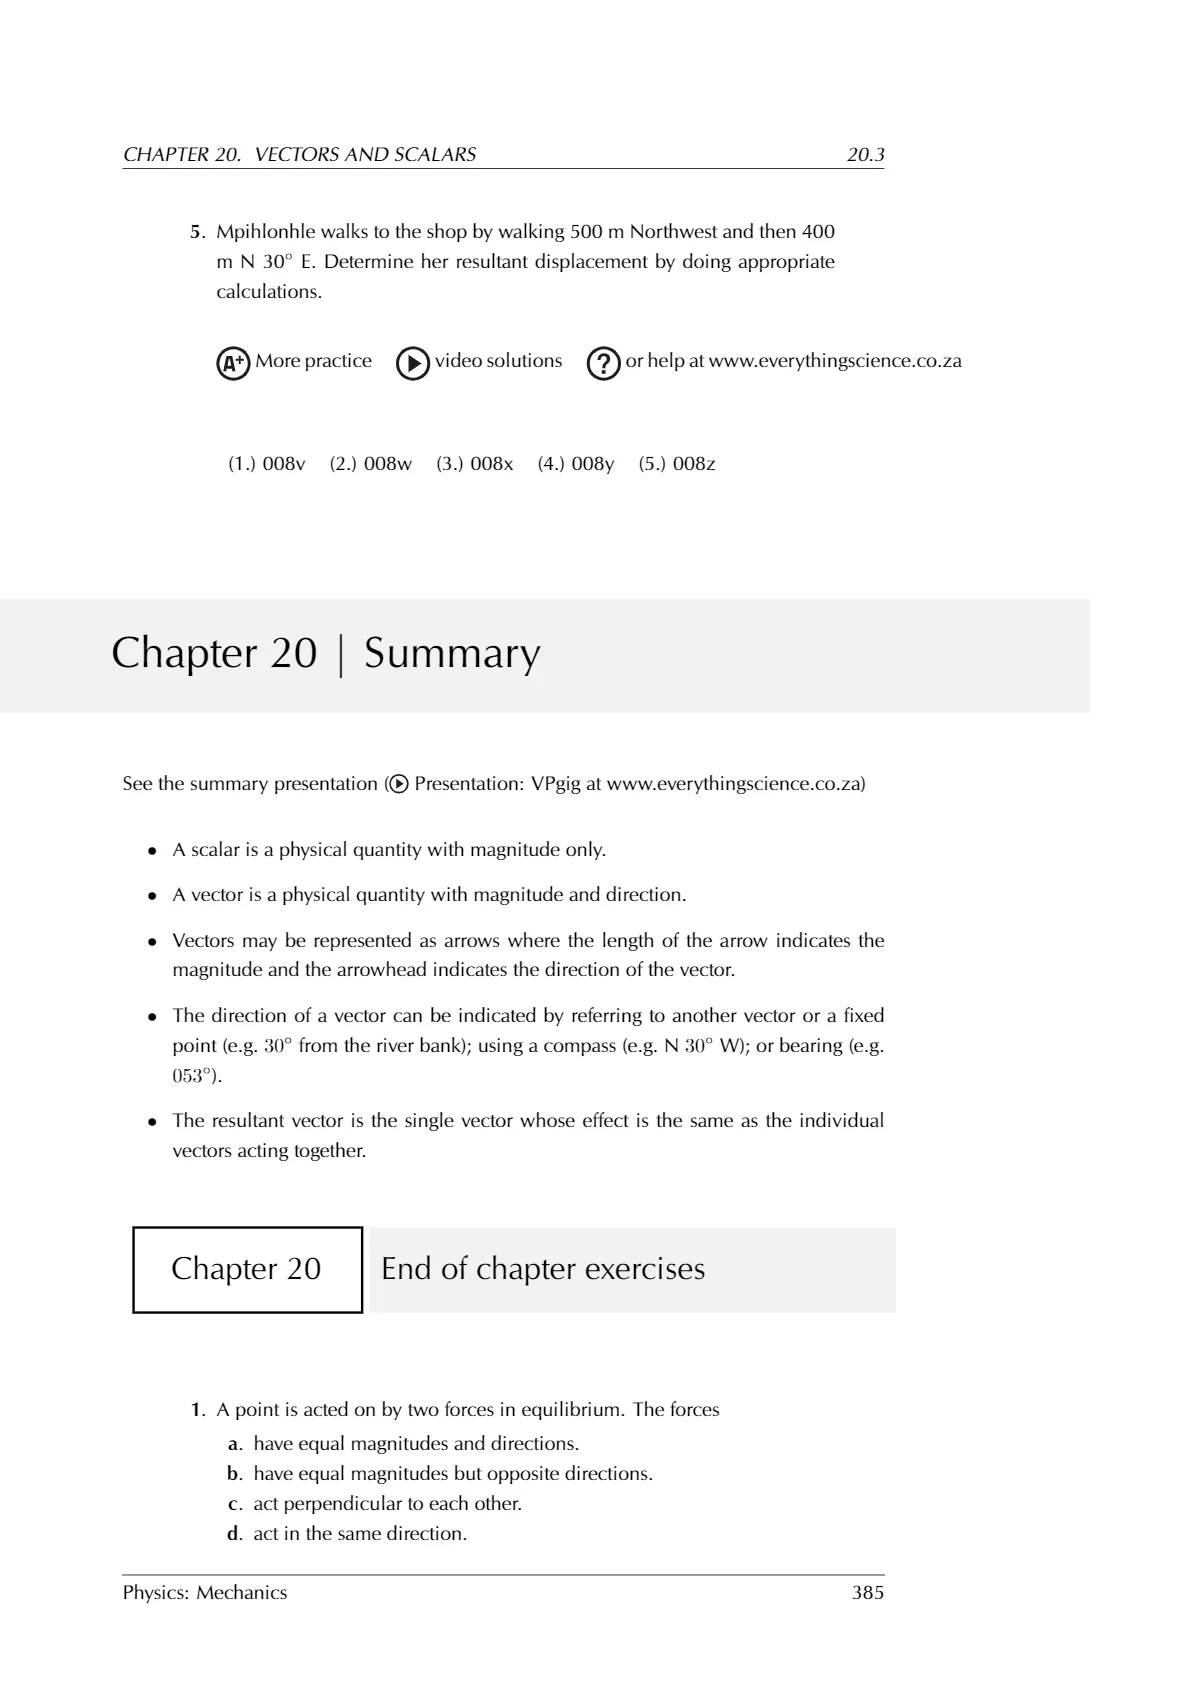 CHAPTER 20. VECTORS AND SCALARS 20.3
5. Mpihlonhle walks to the shop by walking 500 m Northwest and then 400
m N 30° E. Determine her resultant displacement by doing appropriate
calculations.
A+ More practice video solutions ? or help at www.everythingscience.co.za
(1.) 008v (2.) 008w (3.) 008x (4.) 008y (5.) 008z
Chapter 20 | Summary
See the summary presentation ( Presentation: VPgig at www.everythingscience.co.za)
• A scalar is a physical quantity with magnitude only.
• A vector is a physical quantity with magnitude and direction.
• Vectors may be represented as arrows where the length of the arrow indicates the
magnitude and the arrowhead indicates the direction of the vector.
• The direction of a vector can be indicated by referring to another vector or a fixed
point (e.g. 30° from the river bank); using a compass (e.g. N 30° W); or bearing (e.g.
053°).
• The resultant vector is the single vector whose effect is the same as the individual
vectors acting together.
Chapter 20 End of chapter exercises
1. A point is acted on by two forces in equilibrium. The forces
a. have equal magnitudes and directions.
b. have equal magnitudes but opposite directions.
c. act perpendicular to each other.
d. act in the same direction.
Physics: Mechanics 385